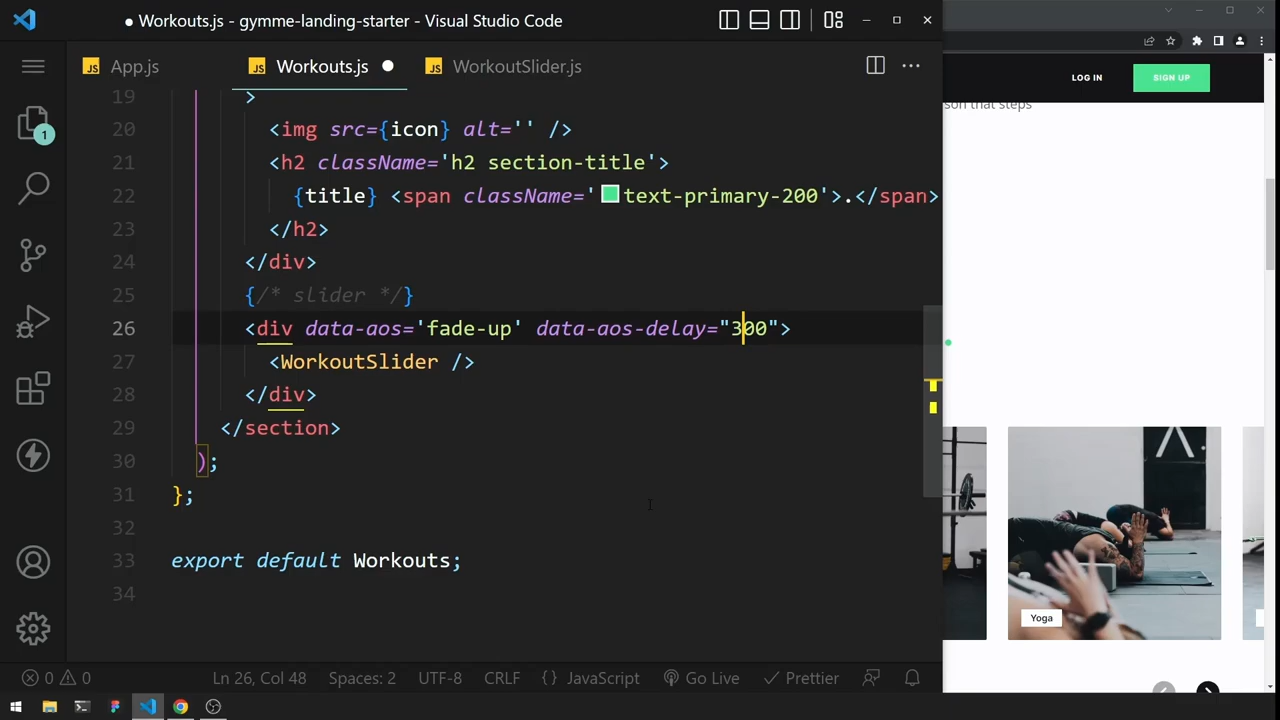 ● Workouts.js - gymme-landing-starter - Visual Studio Code
JS App.js
JS Workouts.js ●
JS WorkoutSlider.js
LOG IN
SIGN UP
son that steps
19 >
20 <img src={icon} alt='' />
21 <h2 className='h2 section-title'>
22 {title} <span className='text-primary-200'>.</span>
23 </h2>
24 </div>
25 {/* slider */}
26 <div data-aos='fade-up' data-aos-delay="300">
27 <WorkoutSlider />
28 </div>
29 </section>
30 );
31 };
32
33 export default Workouts;
34
1
Yoga
0 0
Ln 26, Col 48
Spaces: 2
UTF-8
CRLF
{} JavaScript
Go Live
Prettier